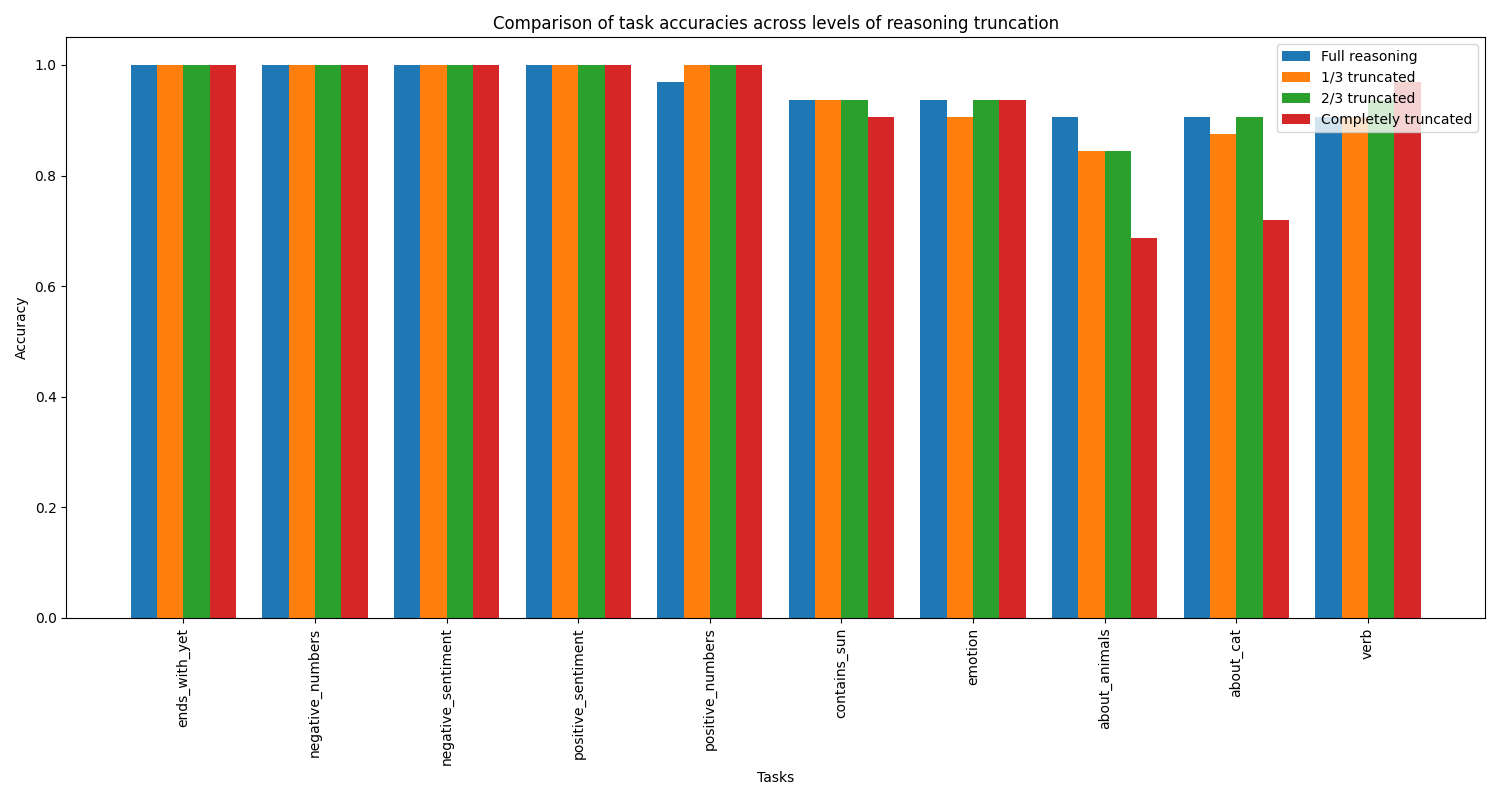 Comparison of task accuracies across levels of reasoning truncation
Full reasoning
1/3 truncated
2/3 truncated
Completely truncated
1.0
0.8
0.6
0.4
0.2
0.0
Accuracy
ends_with_yet
negative_numbers
negative_sentiment
positive_sentiment
positive_numbers
contains_sun
emotion
about_animals
about_cat
verb
Tasks